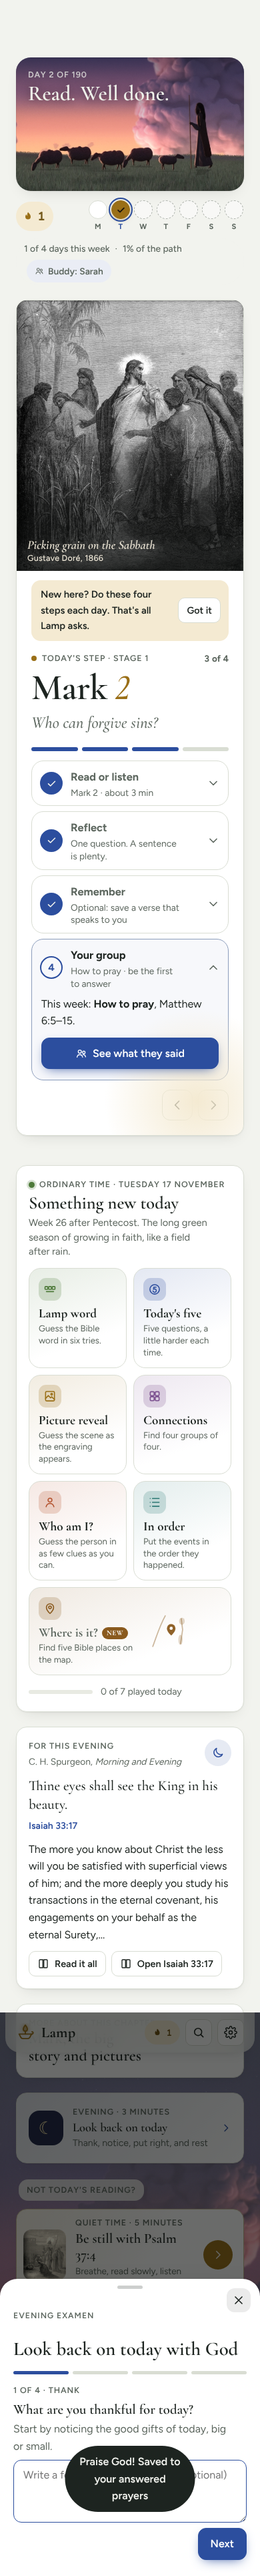 DAY 2 OF 190
Read. Well done.
1
M T W T F S S
1 of 4 days this week · 1% of the path
Buddy: Sarah
Picking grain on the Sabbath
Gustave Doré, 1866
New here? Do these four
steps each day. That's all
Lamp asks.
Got it
TODAY'S STEP · STAGE 1
3 of 4
Mark 2
Who can forgive sins?
Read or listen
Mark 2 · about 3 min
Reflect
One question. A sentence
is plenty.
Remember
Optional: save a verse that
speaks to you
4
Your group
How to pray · be the first
to answer
This week: How to pray, Matthew
6:5–15.
See what they said
ORDINARY TIME · TUESDAY 17 NOVEMBER
Something new today
Week 26 after Pentecost. The long green
season of growing in faith, like a field
after rain.
Lamp word
Guess the Bible
word in six tries.
Today's five
Five questions, a
little harder each
time.
Picture reveal
Guess the scene as
the engraving
appears.
Connections
Find four groups of
four.
Who am I?
Guess the person in
as few clues as you
can.
In order
Put the events in
the order they
happened.
Where is it? NEW
Find five Bible places on
the map.
0 of 7 played today
FOR THIS EVENING
C. H. Spurgeon, Morning and Evening
Thine eyes shall see the King in his
beauty.
Isaiah 33:17
The more you know about Christ the less
will you be satisfied with superficial views
of him; and the more deeply you study his
transactions in the eternal covenant, his
engagements on your behalf as the
eternal Surety,...
Read it all
Open Isaiah 33:17
Lamp
1
story and pictures
EVENING · 3 MINUTES
Look back on today
Thank, notice, put right, and rest
NOT TODAY'S READING?
QUIET TIME · 5 MINUTES
Be still with Psalm
37:4
Breathe, read slowly, listen
EVENING EXAMEN
Look back on today with God
1 OF 4 · THANK
What are you thankful for today?
Start by noticing the good gifts of today, big
or small.
Write a
Praise God! Saved to
your answered
prayers
Next